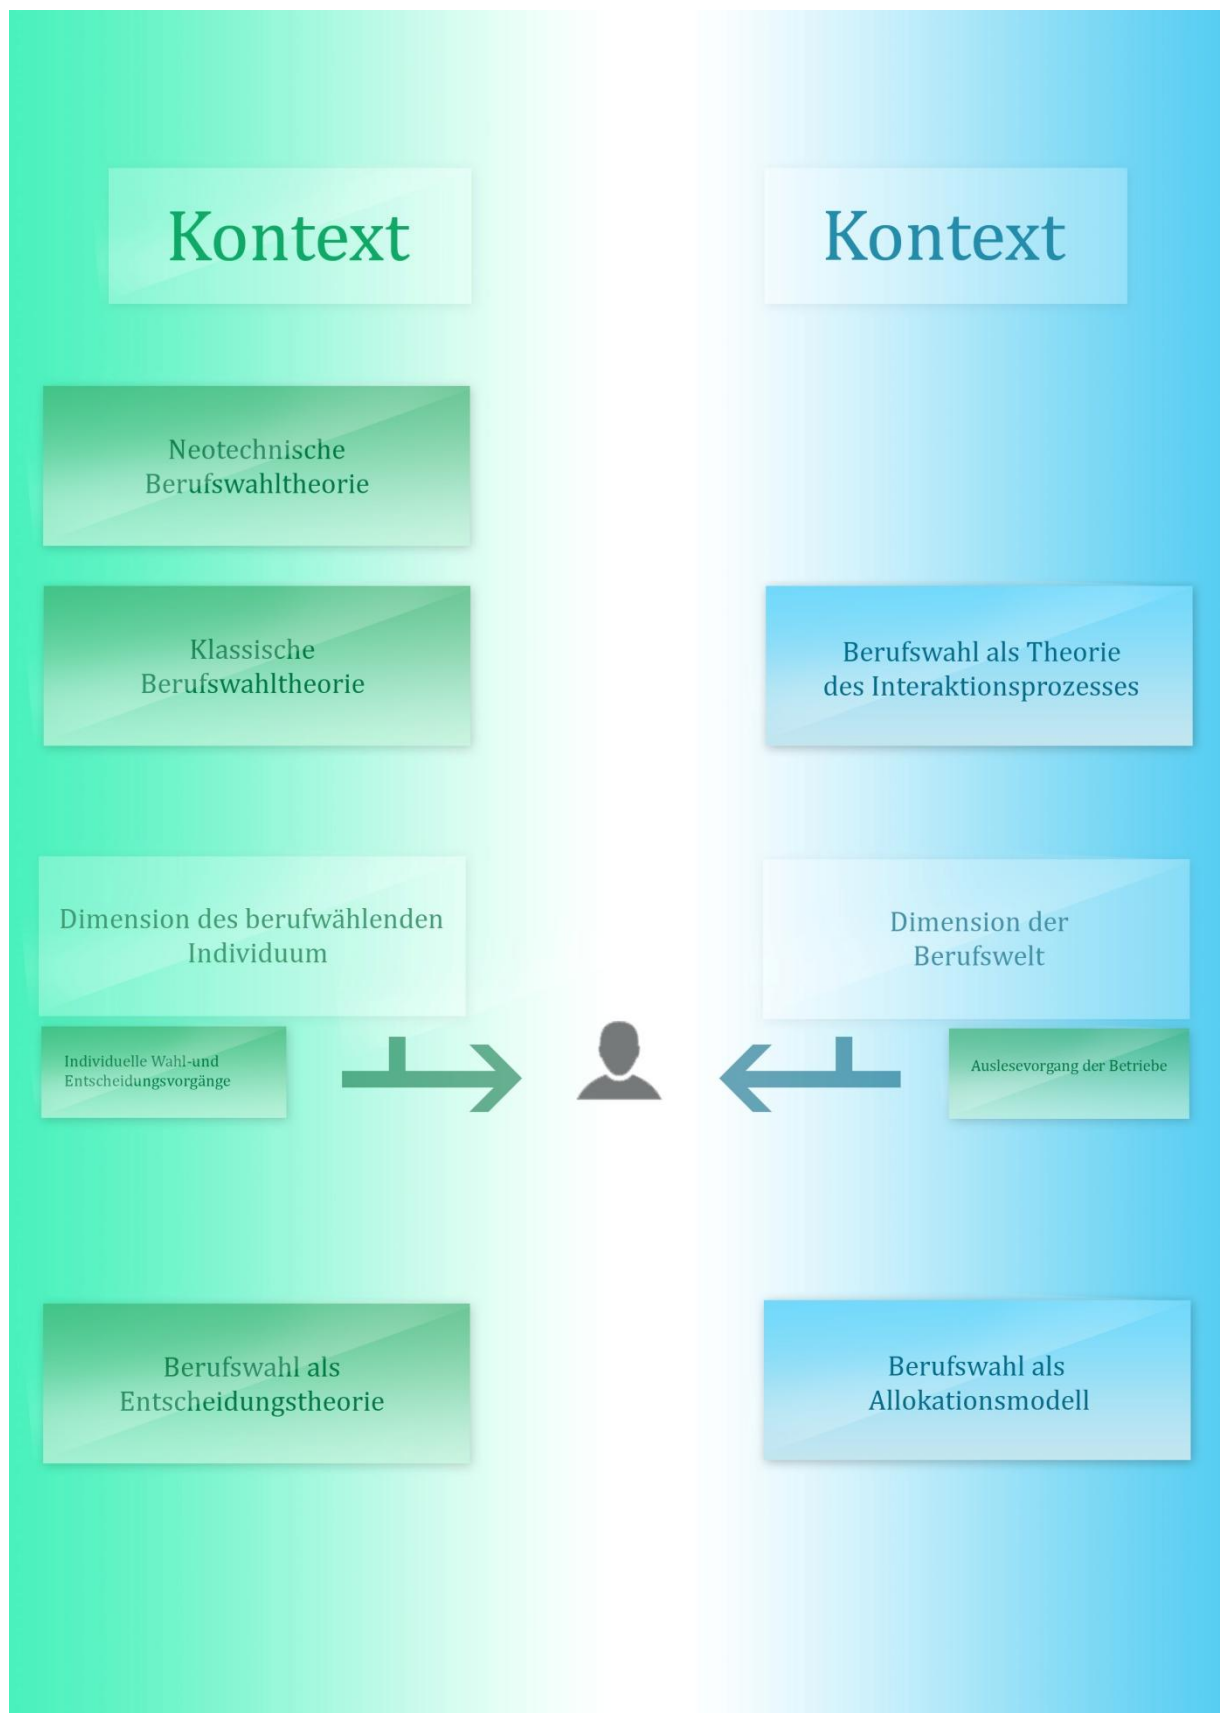 Kontext
Neotechnische
Berufswahltheorie
Klassische
Berufswahltheorie
Dimension des berufwählenden
Individuum
Individuelle Wahl-und
Entscheidungsvorgänge
Berufswahl als
Entscheidungstheorie
Kontext
Berufswahl als Theorie
des Interaktionsprozesses
Dimension der
Berufswelt
Auslesevorgang der Betriebe
Berufswahl als
Allokationsmodell